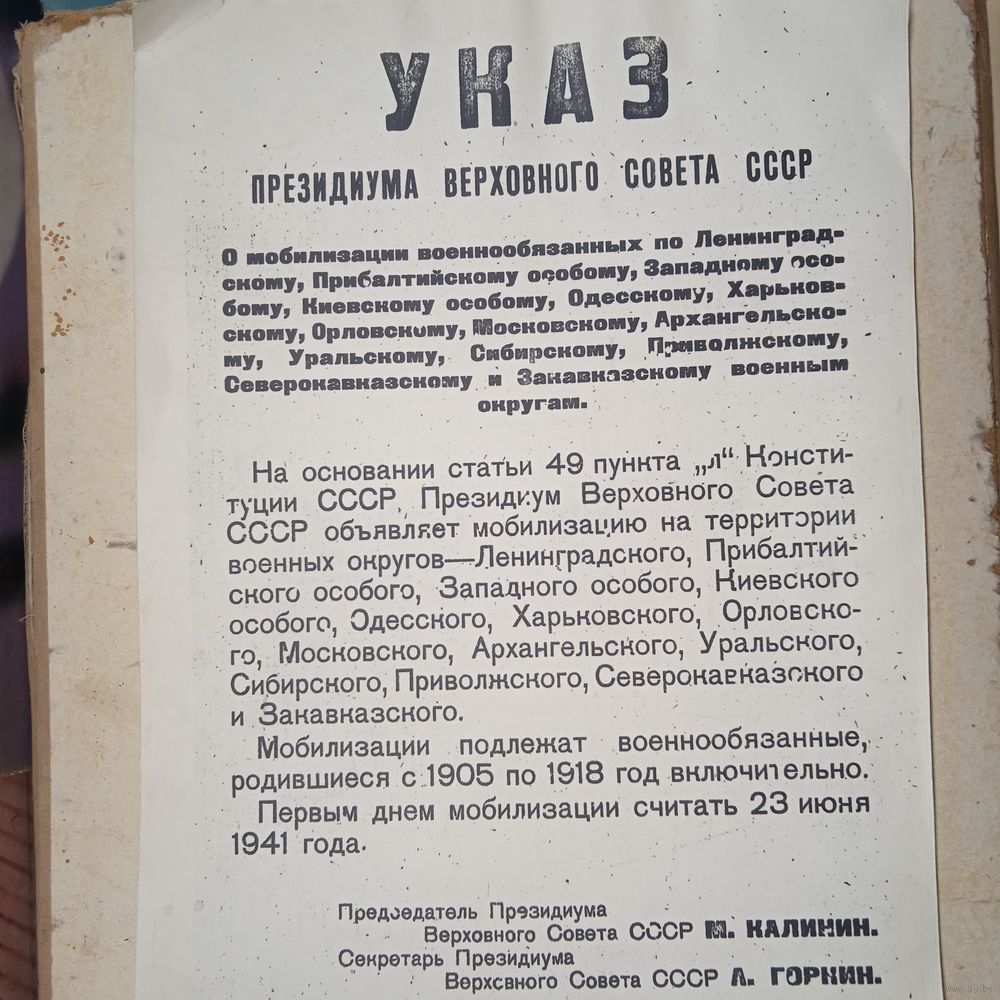 УКАЗ
ПРЕЗИДИУМА ВЕРХОВНОГО СОВЕТА СССР
О мобилизации военнообязанных по Ленинград-
скому, Прибалтийскому особому, Западному осо-
бому, Киевскому особому, Одесскому, Харьков-
скому, Орловскому, Московскому, Архангельско-
му, Уральскому, Сибирскому, Приволжскому,
Северокавказскому и Закавказскому военным
округам.
На основании статьи 49 пункта „л“ Консти-
туции СССР, Президиум Верховного Совета
СССР объявляет мобилизацию на территории
военных округов—Ленинградского, Прибалтий-
ского особого, Западного особого, Киевского
особого, Одесского, Харьковского, Орловско-
го, Московского, Архангельского, Уральского,
Сибирского, Приволжского, Северокавказского
и Закавказского.
Мобилизации подлежат военнообязанные,
родившиеся с 1905 по 1918 год включительно.
Первым днем мобилизации считать 23 июня
1941 года.
Председатель Президиума
Верховного Совета СССР М. КАЛИНИН.
Секретарь Президиума
Верховного Совета СССР А. ГОРКИН.
www.ay.by